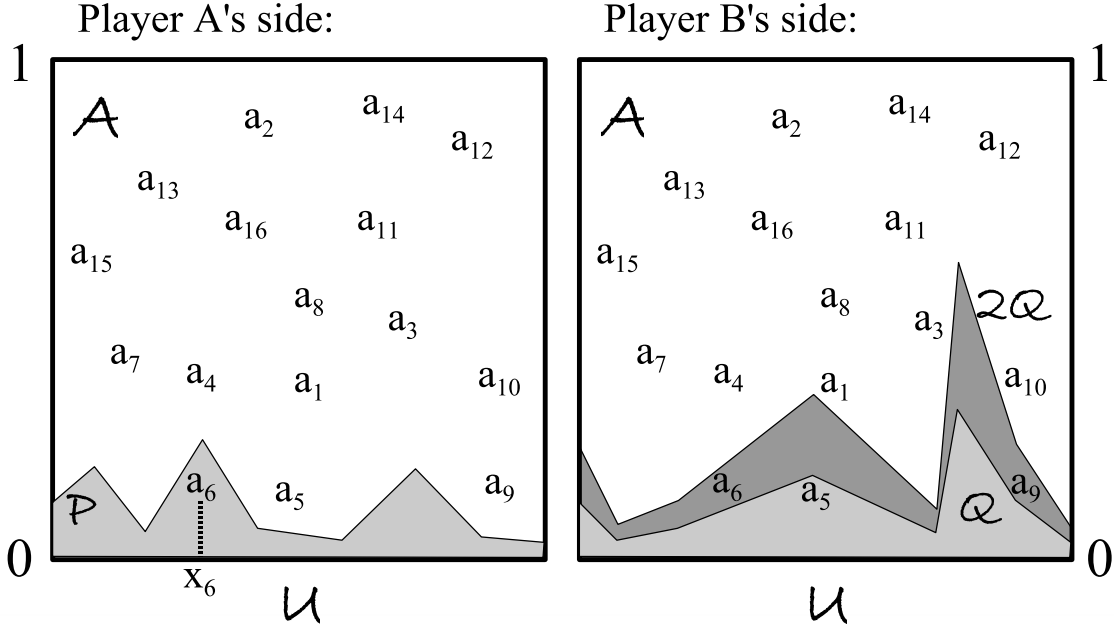 Player A's side: Player B's side:
1 1
A a₂ a₁₄ A a₂ a₁₄
a₁₂ a₁₂
a₁₃ a₁₃
a₁₆ a₁₁ a₁₆ a₁₁
a₁₅ a₁₅
a₈ a₈ 2Q
a₃ a₃
a₇ a₇
a₄ a₁ a₁₀ a₄ a₁ a₁₀
a₆ a₅ a₉ a₆ a₅ a₉
P Q
0 0
x₆
U U